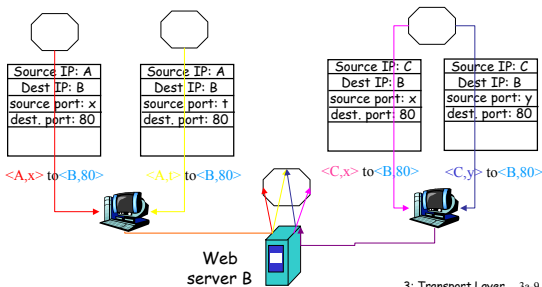 Source IP: A
Dest IP: B
source port: x
dest. port: 80
Source IP: A
Dest IP: B
source port: t
dest. port: 80
Source IP: C
Dest IP: B
source port: x
dest. port: 80
Source IP: C
Dest IP: B
source port: y
dest. port: 80
<A,x> to<B,80>
<A,t> to<B,80>
<C,x> to<B,80>
<C,y> to<B,80>
Web
server B
3: Transport Layer 3a-9